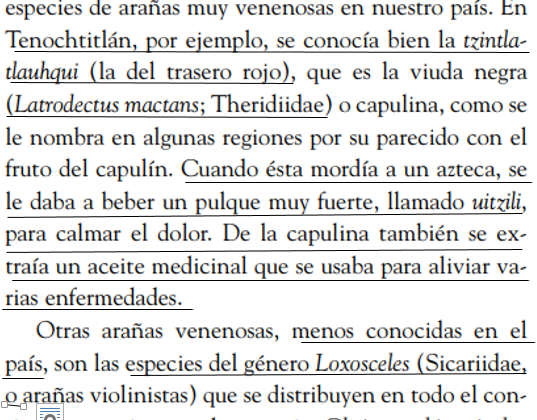 especies de arañas muy venenosas en nuestro país. En
Tenochtitlán, por ejemplo, se conocía bien la tzintla-
tlauhqui (la del trasero rojo), que es la viuda negra
(Latrodectus mactans; Theridiidae) o capulina, como se
le nombra en algunas regiones por su parecido con el
fruto del capulín. Cuando ésta mordía a un azteca, se
le daba a beber un pulque muy fuerte, llamado uitzili,
para calmar el dolor. De la capulina también se ex-
traía un aceite medicinal que se usaba para aliviar va-
rias enfermedades.
Otras arañas venenosas, menos conocidas en el
país, son las especies del género Loxosceles (Sicariidae,
o arañas violinistas) que se distribuyen en todo el con-